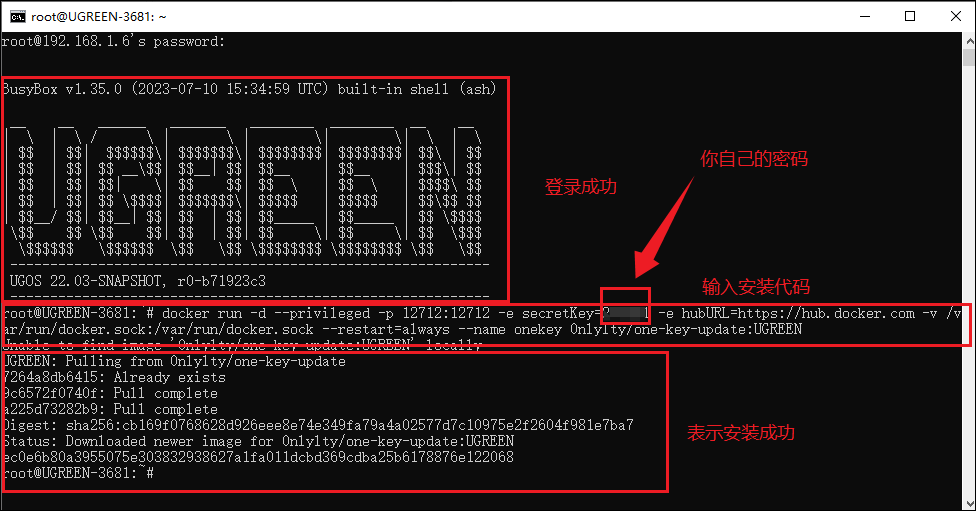 root@UGREEN-3681: ~
root@192.168.1.6's password:
BusyBox v1.35.0 (2023-07-10 15:34:59 UTC) built-in shell (ash)
UGREEN
登录成功
你自己的密码
UGOS 22.03-SNAPSHOT, r0-b71923c3
输入安装代码
root@UGREEN-3681:~# docker run -d --privileged -p 12712:12712 -e secretKey= -e hubURL=https://hub.docker.com -v /v
ar/run/docker.sock:/var/run/docker.sock --restart=always --name onekey 0nlylty/one-key-update:UGREEN
Unable to find image '0nlylty/one-key-update:UGREEN' locally
UGREEN: Pulling from 0nlylty/one-key-update
7264a8db6415: Already exists
9c6572f0740f: Pull complete
a225d73282b9: Pull complete
Digest: sha256:cb169f0768628d926eee8e74e349fa79a4a02577d7c10975e2f2604f981e7ba7
Status: Downloaded newer image for 0nlylty/one-key-update:UGREEN
ec0e6b80a3955075e303832938627a1fa011dcbd369cdba25b6178876e122068
root@UGREEN-3681:~#
表示安装成功